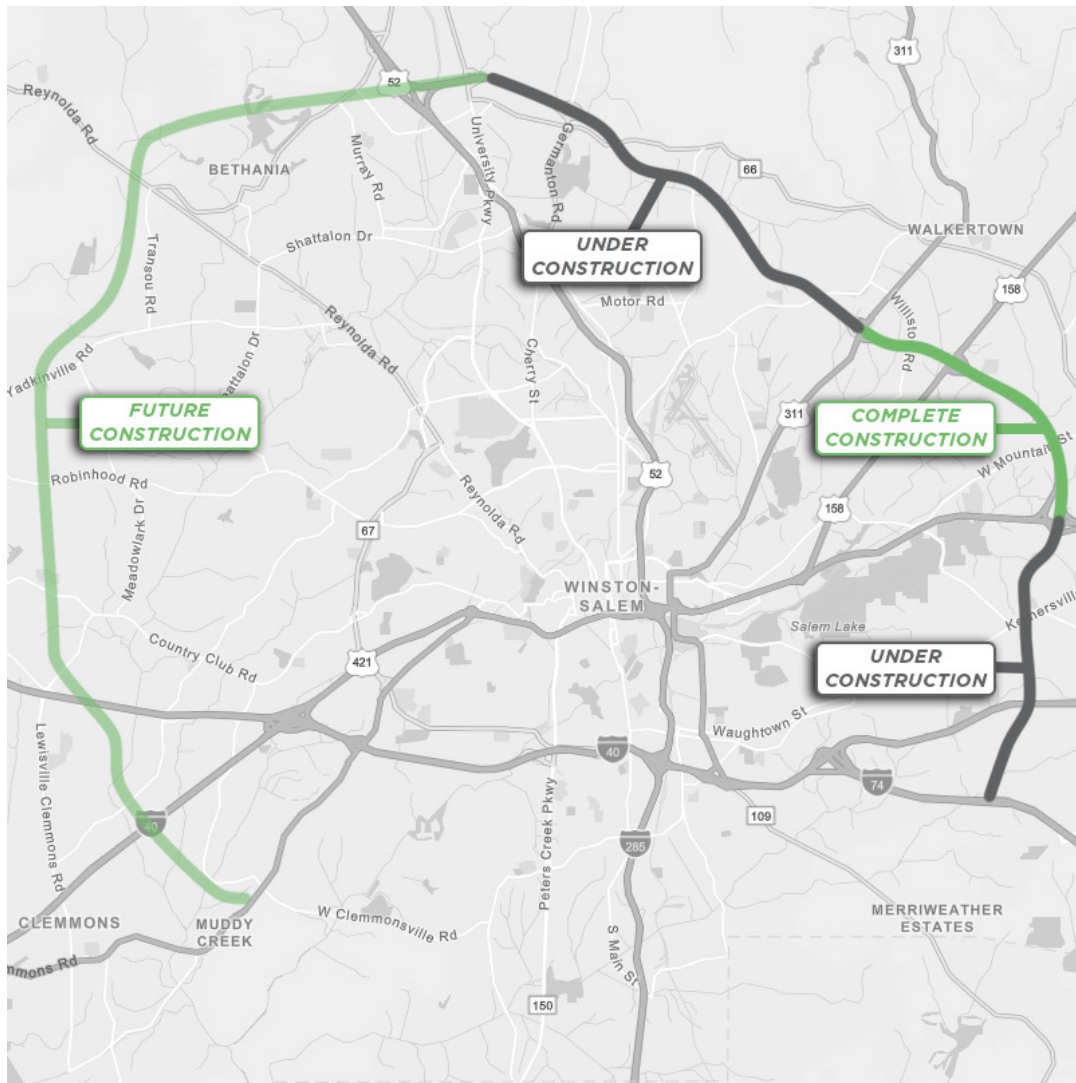 311
52
Reynolda Rd
University Pkwy
Germanton Rd
BETHANIA
Murray Rd
66
Shattalon Dr
UNDER
CONSTRUCTION
WALKERTOWN
Transou Rd
158
Motor Rd
Reynolda Rd
Yadkinville Rd
Cherry St
FUTURE
CONSTRUCTION
COMPLETE
CONSTRUCTION
311
W Mountain St
Robinhood Rd
52
Reynolda Rd
Meadowlark Dr
67
158
WINSTON-
SALEM
Salem Lake
Country Club Rd
421
UNDER
CONSTRUCTION
Waughtown St
Lewisville Clemmons Rd
40
74
Peters Creek Pkwy
109
40
285
CLEMMONS
MUDDY
CREEK
W Clemmonsville Rd
MERRIWEATHER
ESTATES
S Main St
150